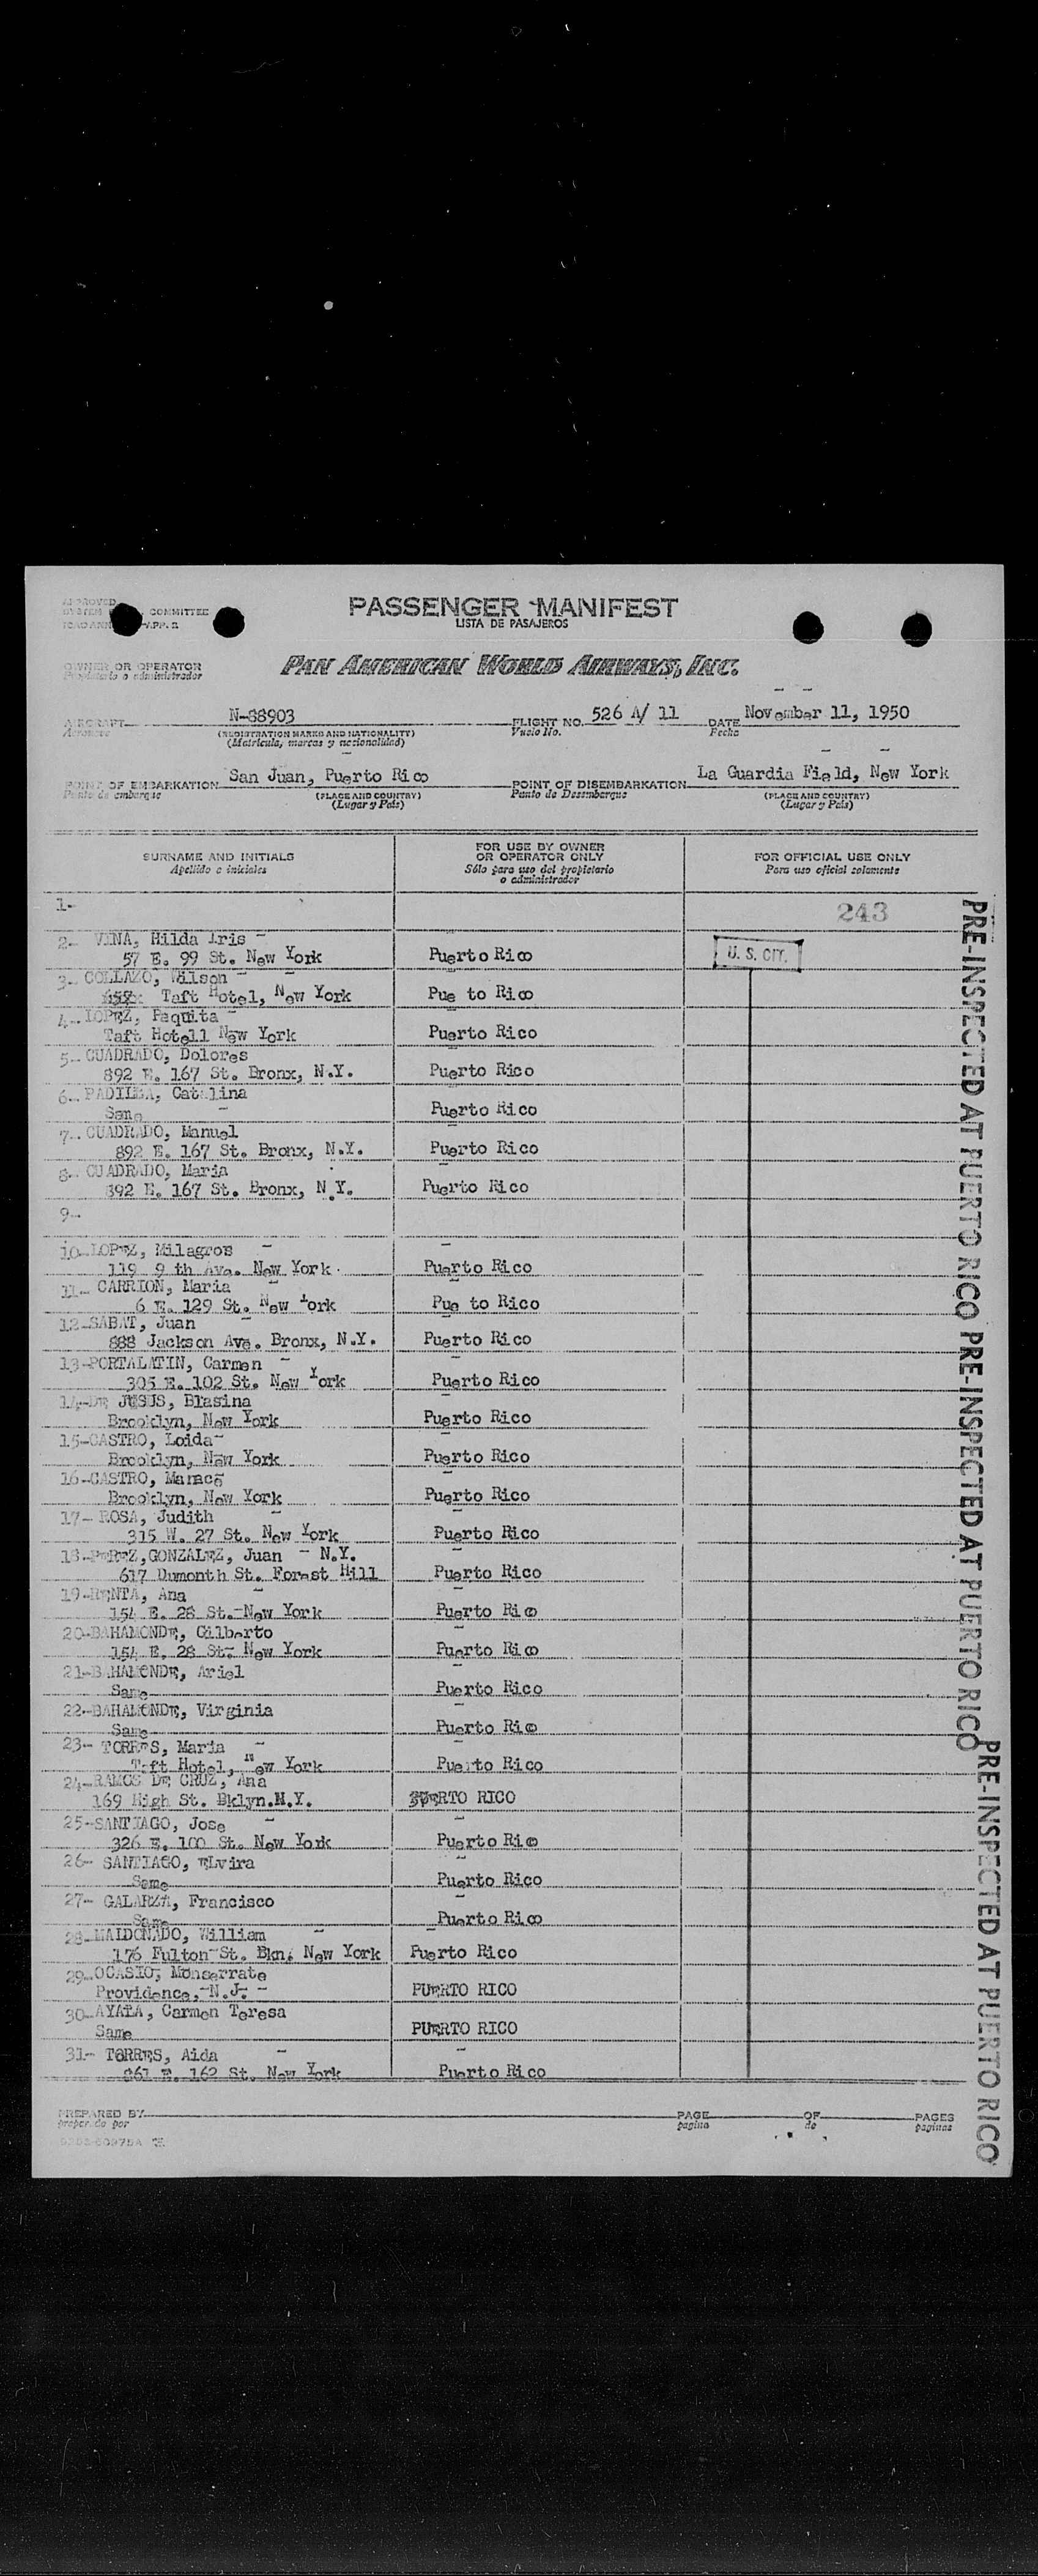 APPROVED
SYSTEM COMMITTEE
APP. 2
PASSENGER MANIFEST
LISTA DE PASAJEROS
OWNER OR OPERATOR
Propietario o administrador
PAN AMERICAN WORLD AIRWAYS, INC.
AIRCRAFT N-88903 FLIGHT NO. 526 A/ 11 DATE November 11, 1950
Aeronave (REGISTRATION MARKS AND NATIONALITY) Vuelo No. Fecha
(Matrícula, marcas y nacionalidad)
POINT OF EMBARKATION San Juan, Puerto Rico POINT OF DISEMBARKATION La Guardia Field, New York
Punto de embarque (PLACE AND COUNTRY) Punto de Desembarque (PLACE AND COUNTRY)
(Lugar y País) (Lugar y País)
SURNAME AND INITIALS FOR USE BY OWNER OR OPERATOR ONLY FOR OFFICIAL USE ONLY
Apellido e iniciales Sólo para uso del propietario o administrador Para uso oficial solamente
1- 243
2- VINA, Hilda Iris -
57 E. 99 St. New York Puerto Rico U. S. CIT.
3- COLLAZO, Wilson -
Taft Hotel, New York Pue to Rico
4- LOPEZ, Paquita -
Taft Hotell New York Puerto Rico
5- CUADRADO, Dolores
892 E. 167 St. Bronx, N.Y. Puerto Rico
6- PADILLA, Catalina
Same Puerto Rico
7- CUADRADO, Manuel
892 E. 167 St. Bronx, N.Y. Puerto Rico
8- CUADRADO, Maria
892 E. 167 St. Bronx, N.Y. Puerto Rico
9-
10- LOPEZ, Milagros -
119 9 th Ave. New York Puerto Rico
11- CARRION, Maria
6 E. 129 St. New York Pue to Rico
12- SABAT, Juan
888 Jackson Ave. Bronx, N.Y. Puerto Rico
13- PORTALATIN, Carmen -
305 E. 102 St. New York Puerto Rico
14- DE JESUS, Blasina
Brooklyn, New York Puerto Rico
15- CASTRO, Loida -
Brooklyn, New York Puerto Rico
16- CASTRO,
Brooklyn, New York Puerto Rico
17- ROSA, Judith
315 W. 27 St. New York Puerto Rico
18- PEREZ,GONZALEZ, Juan - N.Y.
617 Dumonth St. Forest Hill Puerto Rico
19- RENTA, Ana
154 E. 28 St.-New York Puerto Rico
20- BAHAMONDE, Gilberto
154 E. 28 St. New York Puerto Rico
21- BAHAMONDE, Ariel
Same Puerto Rico
22- BAHAMONDE, Virginia
Same Puerto Rico
23- TORRES, Maria -
Taft Hotel, New York Puerto Rico
24- RAMOS DE CRUZ, Ana
169 High St. Bklyn.N.Y. PUERTO RICO
25- SANTIAGO, Jose
326 E. 100 St. New York Puerto Rico
26- SANTIAGO, ELvira
Same Puerto Rico
27- GALARZA, Francisco
Same Puerto Rico
28- MALDONADO, William
176 Fulton St. Bkn, New York Puerto Rico
29- OCASIO, Monserrate
Providence,-N.J.- PUERTO RICO
30- AYALA, Carmen Teresa
Same PUERTO RICO
31- TORRES, Aida
861 E. 162 St. New York Puerto Rico
PREPARED BY PAGE OF PAGES
preparado por pagina de paginas
PRE-INSPECTED AT PUERTO RICO
PRE-INSPECTED AT PUERTO RICO
PRE-INSPECTED AT PUERTO RICO